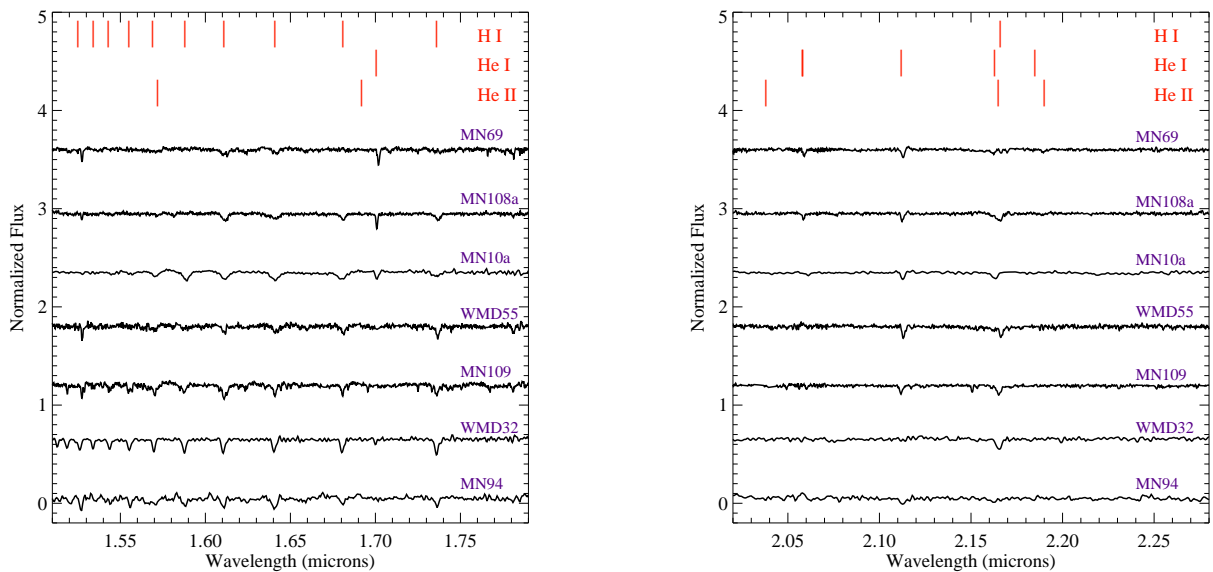 5
4
3
2
1
0
Normalized Flux
H I
He I
He II
MN69
MN108a
MN10a
WMD55
MN109
WMD32
MN94
1.55 1.60 1.65 1.70 1.75
Wavelength (microns)
5
4
3
2
1
0
Normalized Flux
H I
He I
He II
MN69
MN108a
MN10a
WMD55
MN109
WMD32
MN94
2.05 2.10 2.15 2.20 2.25
Wavelength (microns)